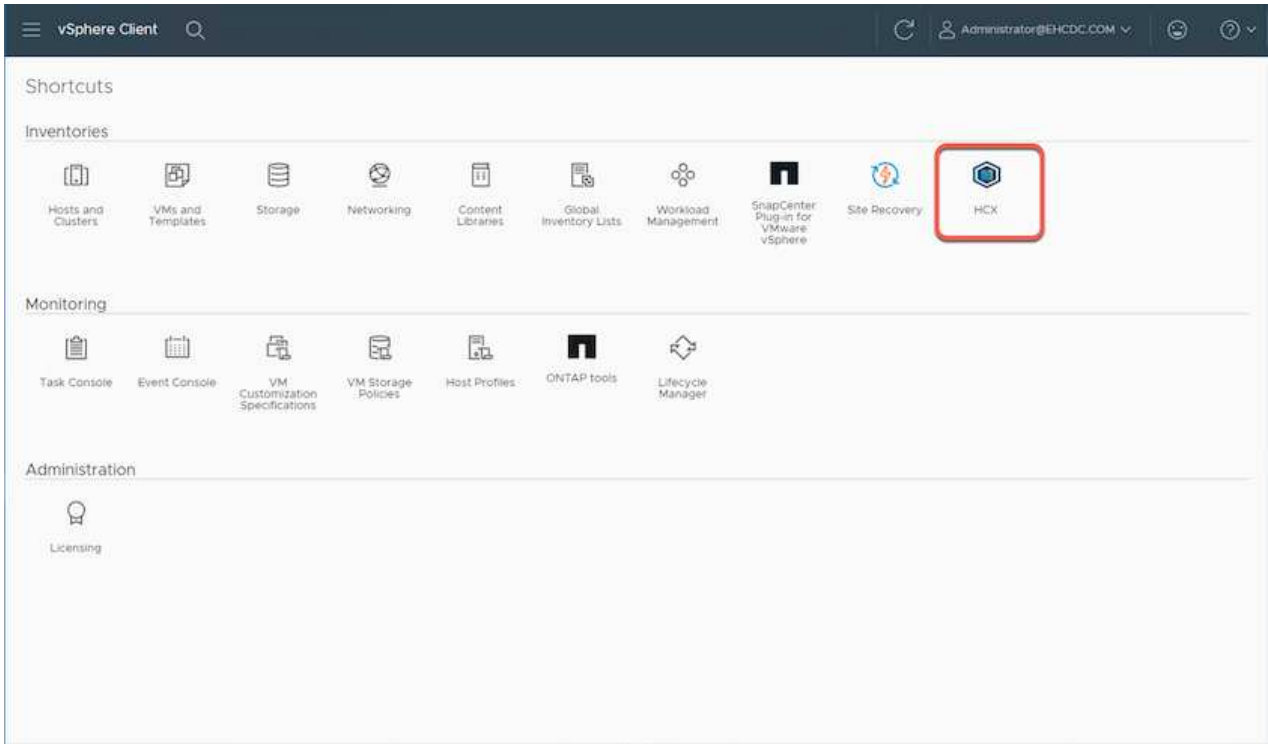 vSphere Client
Administrator@EHCDC.COM
Shortcuts
Inventories
Hosts and
Clusters
VMs and
Templates
Storage
Networking
Content
Libraries
Global
Inventory Lists
Workload
Management
SnapCenter
Plug-in for
VMware
vSphere
Site Recovery
HCX
Monitoring
Task Console
Event Console
VM
Customization
Specifications
VM Storage
Policies
Host Profiles
ONTAP tools
Lifecycle
Manager
Administration
Licensing